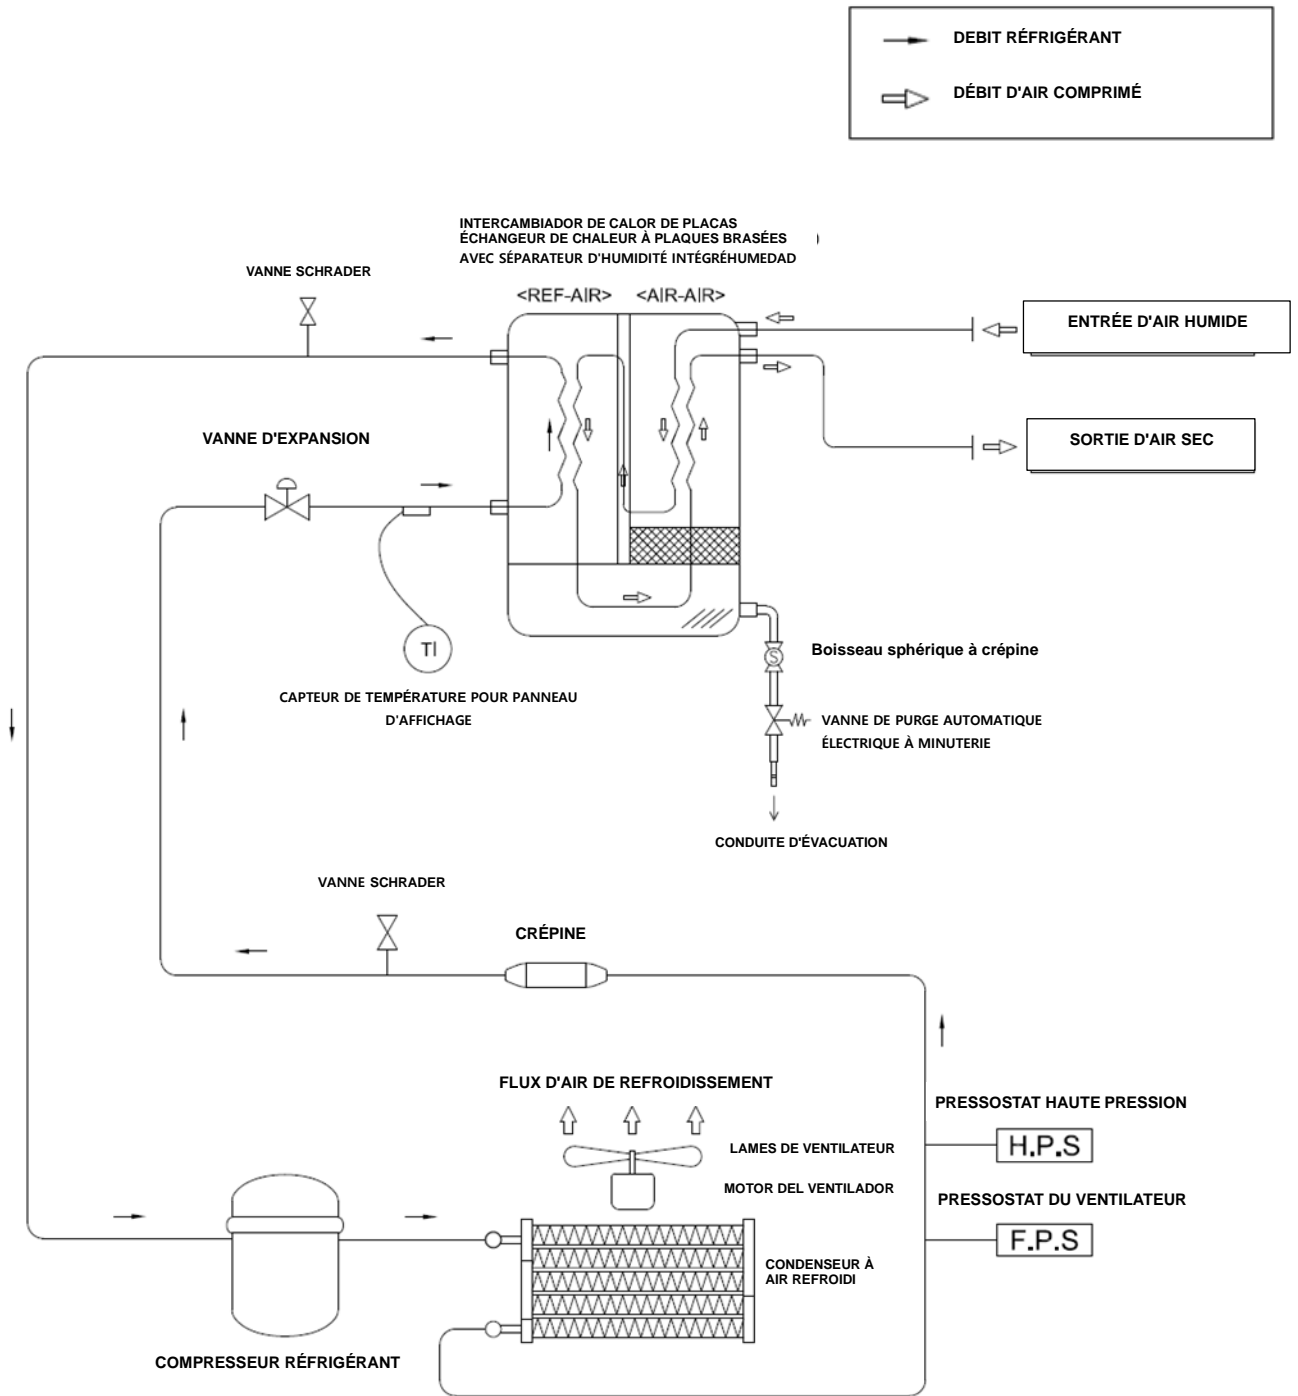 DEBIT RÉFRIGÉRANT
DÉBIT D'AIR COMPRIMÉ
INTERCAMBIADOR DE CALOR DE PLACAS
ÉCHANGEUR DE CHALEUR À PLAQUES BRASÉES )
AVEC SÉPARATEUR D'HUMIDITÉ INTÉGRÉHUMEDAD
VANNE SCHRADER
<REF-AIR> <AIR-AIR>
ENTRÉE D'AIR HUMIDE
VANNE D'EXPANSION
SORTIE D'AIR SEC
TI
Boisseau sphérique à crépine
S
CAPTEUR DE TEMPÉRATURE POUR PANNEAU
D'AFFICHAGE
VANNE DE PURGE AUTOMATIQUE
ÉLECTRIQUE À MINUTERIE
CONDUITE D'ÉVACUATION
VANNE SCHRADER
CRÉPINE
FLUX D'AIR DE REFROIDISSEMENT
PRESSOSTAT HAUTE PRESSION
H.P.S
LAMES DE VENTILATEUR
MOTOR DEL VENTILADOR
PRESSOSTAT DU VENTILATEUR
F.P.S
CONDENSEUR À
AIR REFROIDI
COMPRESSEUR RÉFRIGÉRANT